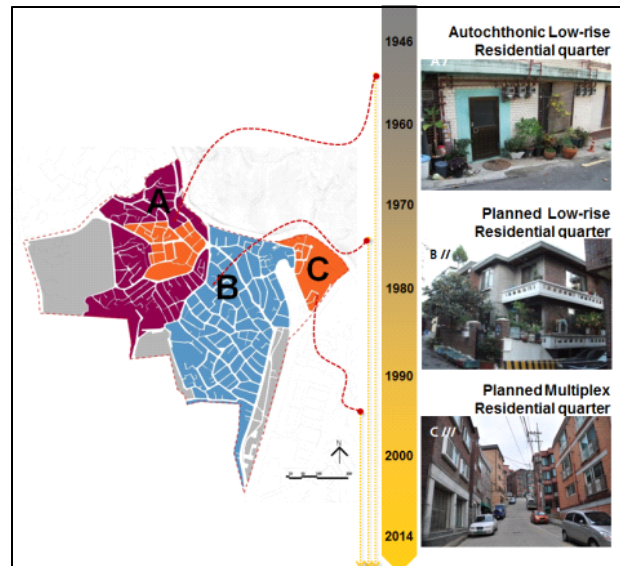 Autochthonic Low-rise
Residential quarter
A /
1946
1960
1970
1980
1990
2000
2014
A
B
C
N
Planned Low-rise
Residential quarter
B //
Planned Multiplex
Residential quarter
C ///